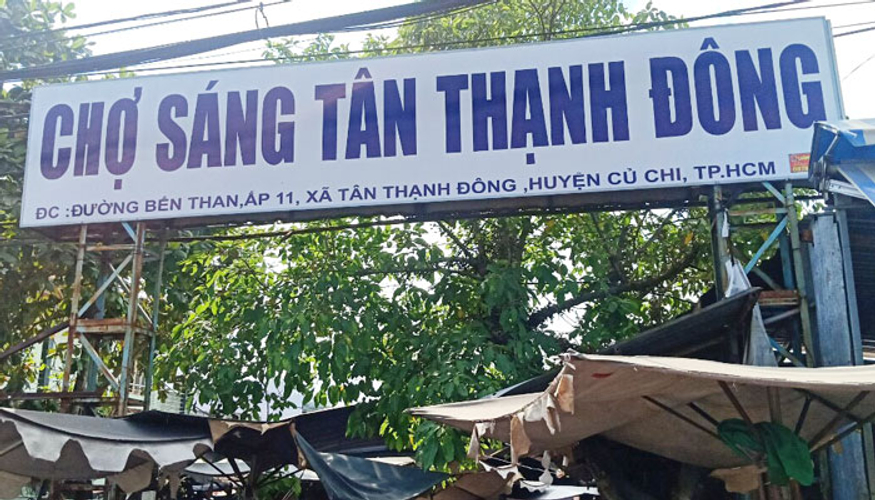 CHỢ SÁNG TÂN THẠNH ĐÔNG
ĐC :ĐƯỜNG BẾN THAN,ẤP 11, XÃ TÂN THẠNH ĐÔNG ,HUYỆN CỦ CHI, TP.HCM